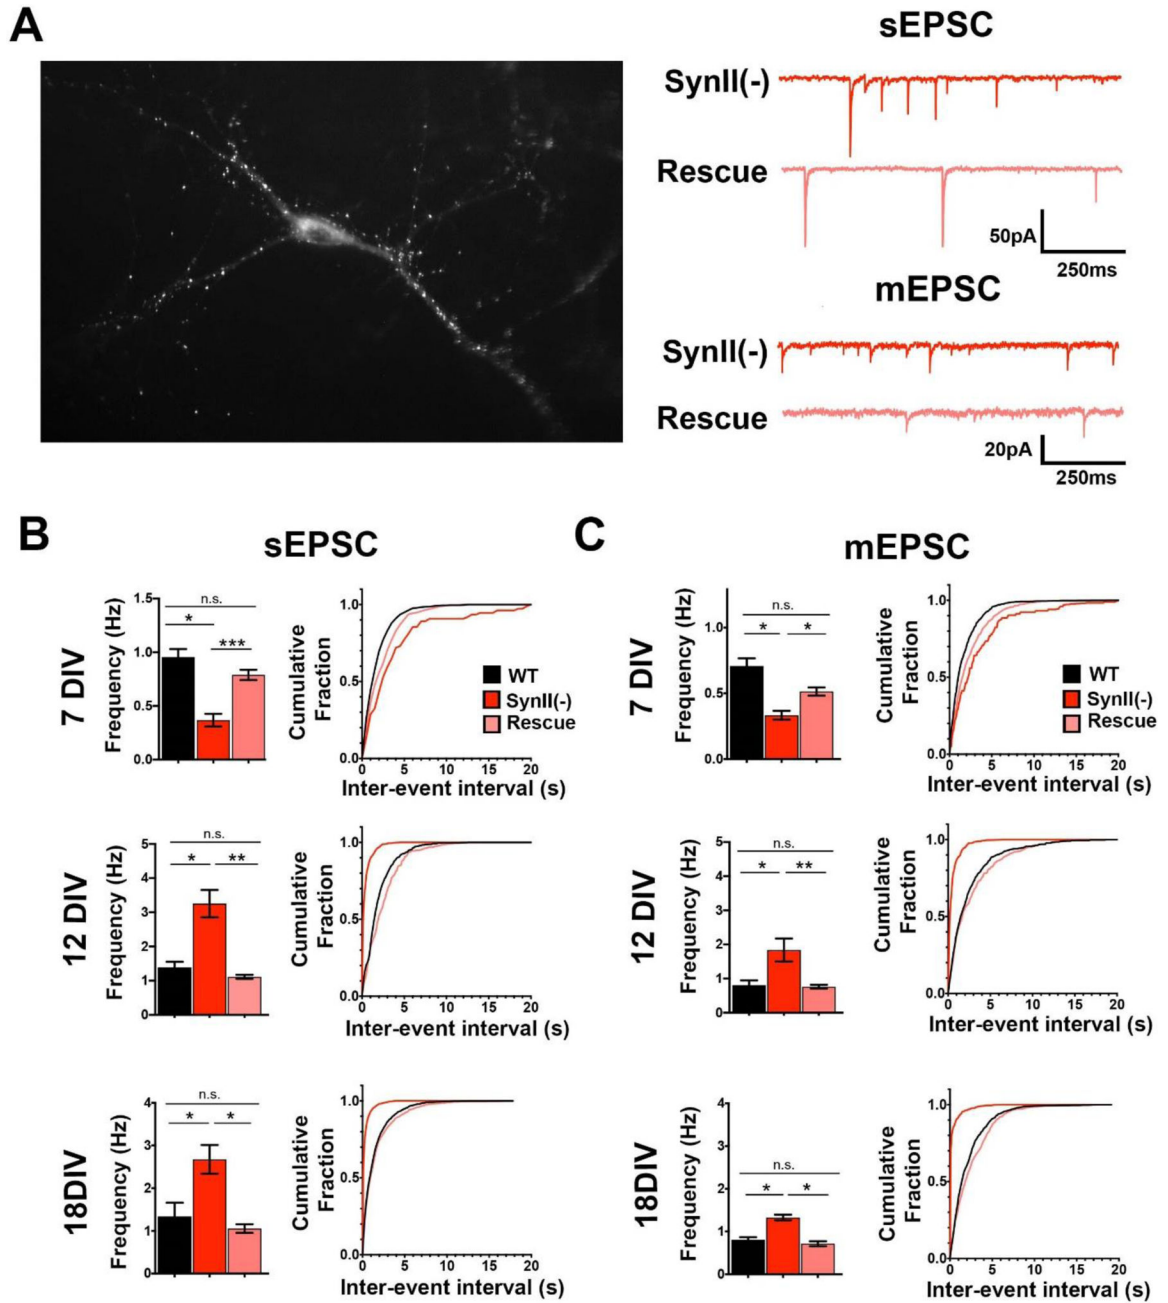 A
sEPSC
SynII(-)
Rescue
50pA
250ms
mEPSC
SynII(-)
Rescue
20pA
250ms
B
sEPSC
7 DIV
Frequency (Hz)
1.5
1.0
0.5
0.0
n.s.
*
***
Cumulative
Fraction
1.0
0.5
0.0
0 5 10 15 20
Inter-event interval (s)
WT
SynII(-)
Rescue
12 DIV
Frequency (Hz)
5
4
3
2
1
0
n.s.
* **
Cumulative
Fraction
1.0
0.5
0.0
0 5 10 15 20
Inter-event interval (s)
18DIV
Frequency (Hz)
4
3
2
1
0
n.s.
* *
Cumulative
Fraction
1.0
0.5
0.0
0 5 10 15 20
Inter-event interval (s)
C
mEPSC
7 DIV
Frequency (Hz)
1.0
0.5
0.0
n.s.
* *
Cumulative
Fraction
1.0
0.5
0.0
0 5 10 15 20
Inter-event interval (s)
WT
SynII(-)
Rescue
12 DIV
Frequency (Hz)
5
4
3
2
1
0
n.s.
* **
Cumulative
Fraction
1.0
0.5
0.0
0 5 10 15 20
Inter-event interval (s)
18DIV
Frequency (Hz)
4
3
2
1
0
n.s.
* *
Cumulative
Fraction
1.0
0.5
0.0
0 5 10 15 20
Inter-event interval (s)